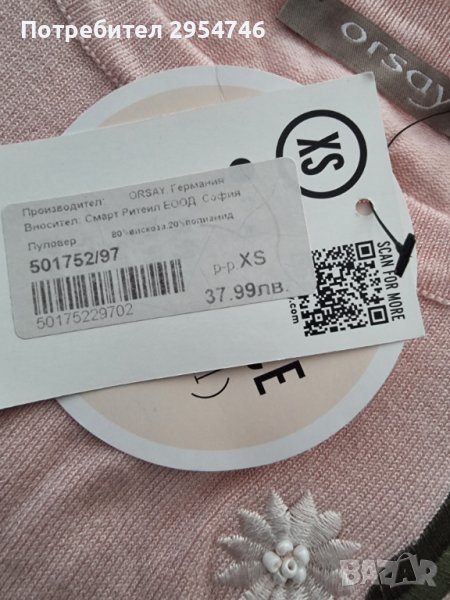 Потребител 2954746
orsay
XS
Производител: ORSAY, Германия
Вносител: Смарт Ритейл ЕООД, София
Пуловер 80%вискоза,20%полиамид
501752/97
р-р XS
37.99ЛВ.
50175229702
SCAN FOR MORE
BAZAR